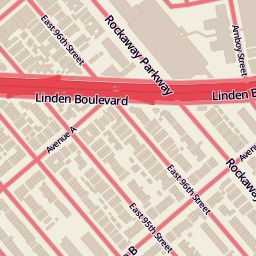 East 96th Street
Rockaway Parkway
Amboy Street
Linden Boulevard
Linden B
Avenue A
East 96th Street
Rockaway
East 95th Street
B